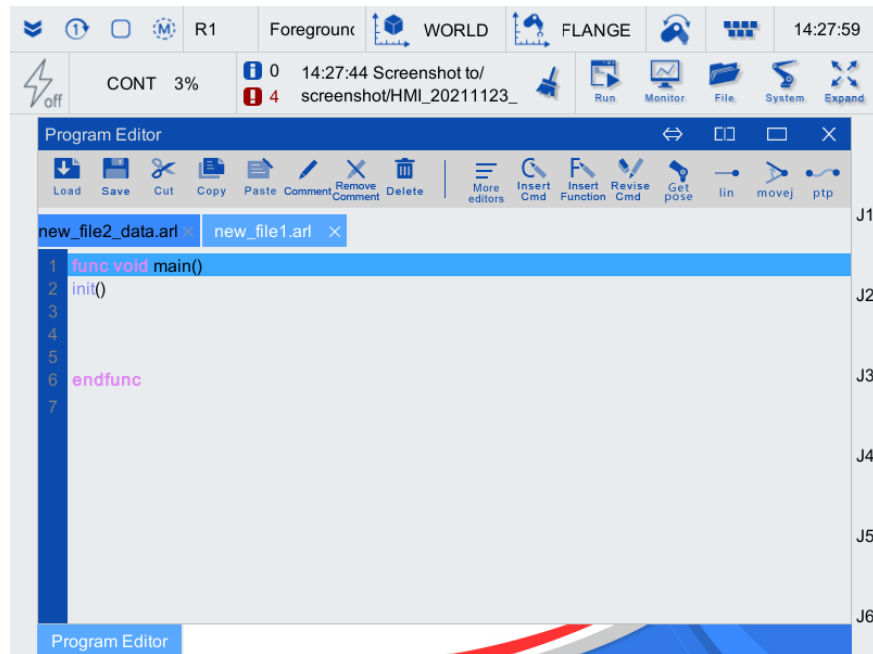 R1 Foreground WORLD FLANGE 14:27:59
off CONT 3% 0 14:27:44 Screenshot to/
4 screenshot/HMI_20211123_
Run Monitor File System Expand
Program Editor
Load Save Cut Copy Paste Comment Remove Comment Delete More editors Insert Cmd Insert Function Revise Cmd Get pose lin movej ptp
new_file2_data.arl × new_file1.arl ×
1 func void main()
2 init()
3
4
5
6 endfunc
7
J1
J2
J3
J4
J5
J6
Program Editor